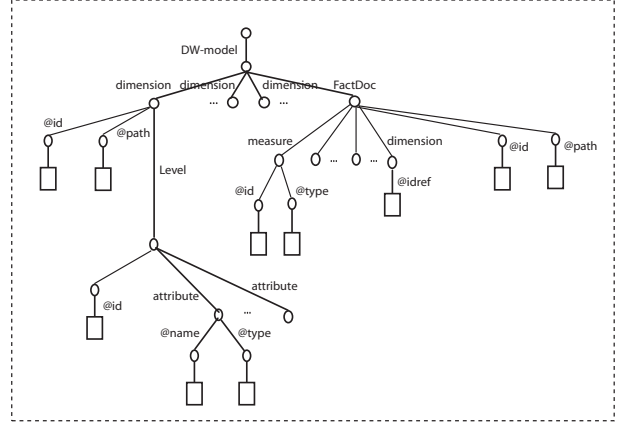 DW-model
dimension dimension dimension FactDoc
... ...
@id @path measure dimension @id @path
... ...
Level @idref
@id @type
attribute attribute
@id ...
@name @type